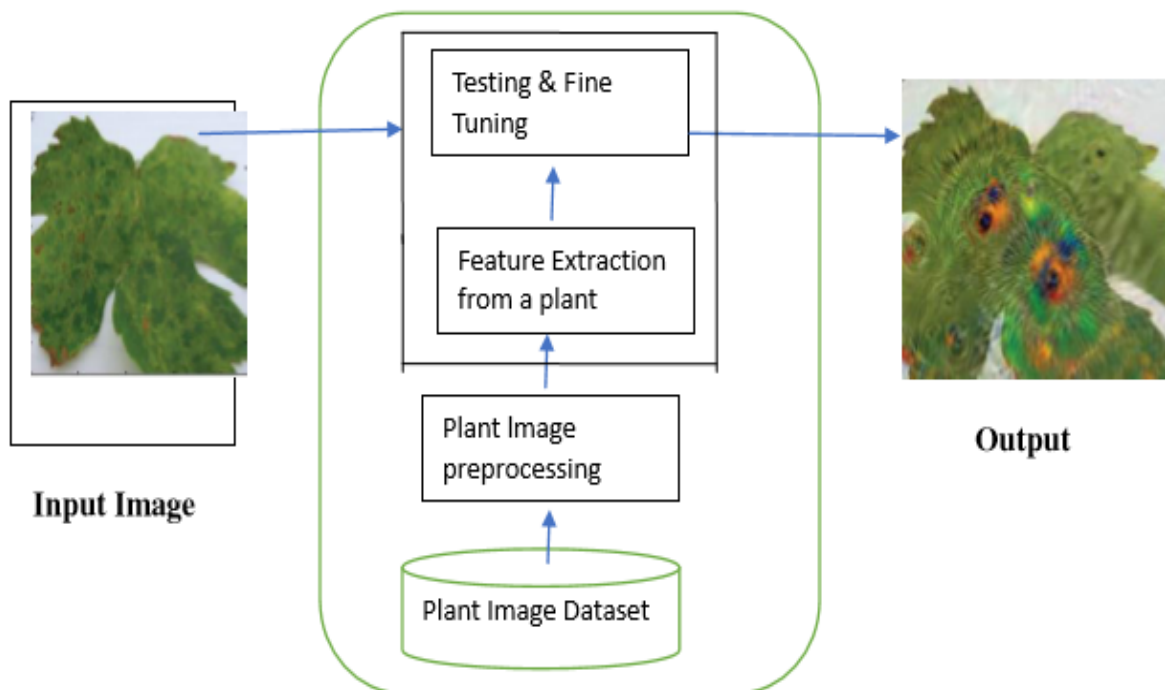 Testing & Fine
Tuning
Feature Extraction
from a plant
Plant Image
preprocessing
Plant Image Dataset
Input Image
Output